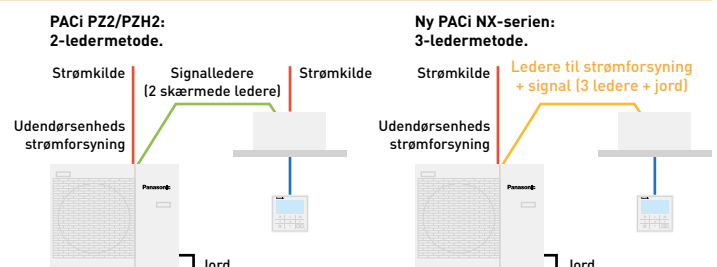 PACi PZ2/PZH2:
2-ledermetode.
Strømkilde
Signalledere
(2 skærmede ledere)
Strømkilde
Udendørsenheds
strømforsyning
Panasonic
Jord
Ny PACi NX-serien:
3-ledermetode.
Strømkilde
Ledere til strømforsyning
+ signal (3 ledere + jord)
Udendørsenheds
strømforsyning
Panasonic
Jord